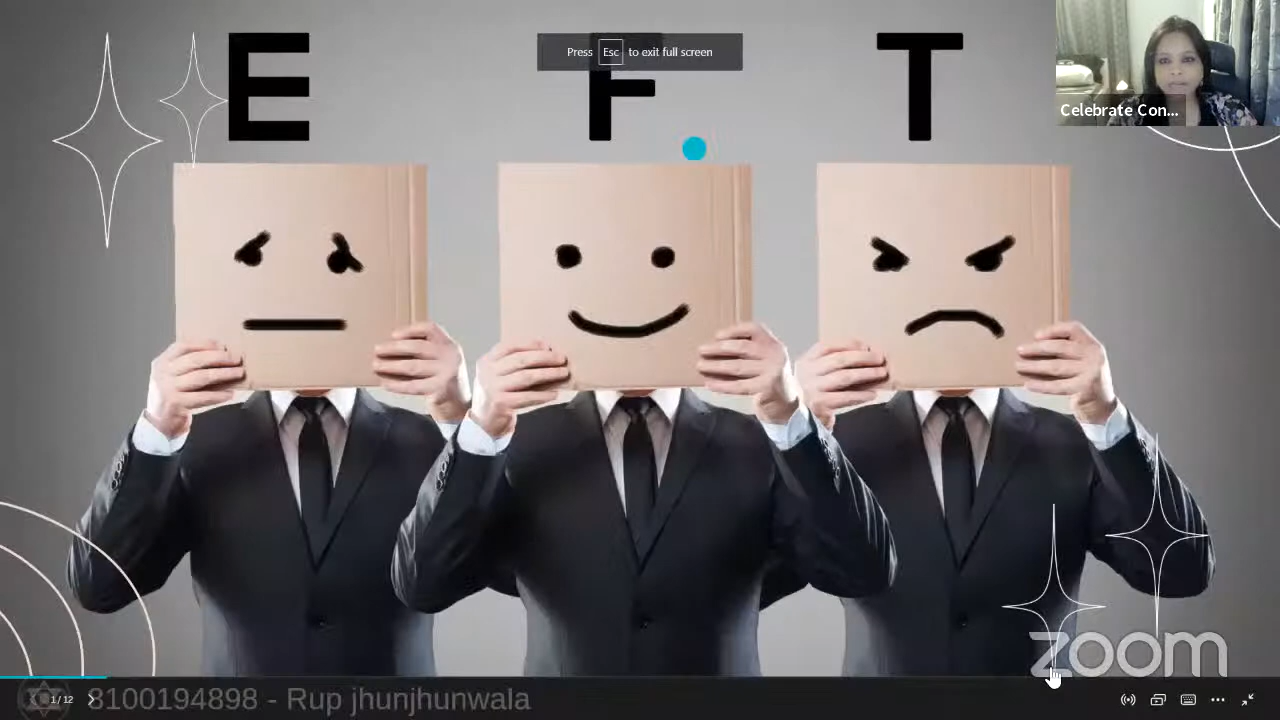 E F T
Press Esc to exit full screen
Celebrate Con...
zoom
1 / 12
8100194898 - Rup jhunjhunwala